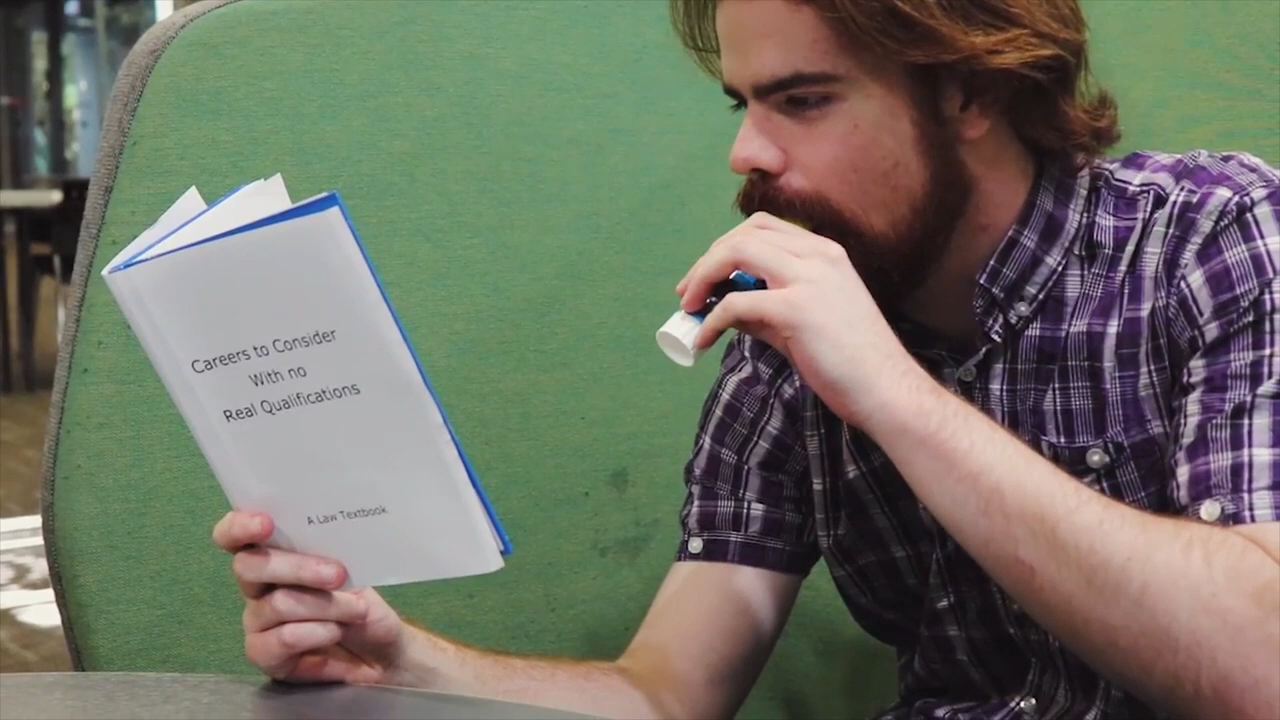 Careers to Consider
With no
Real Qualifications
A Law Textbook